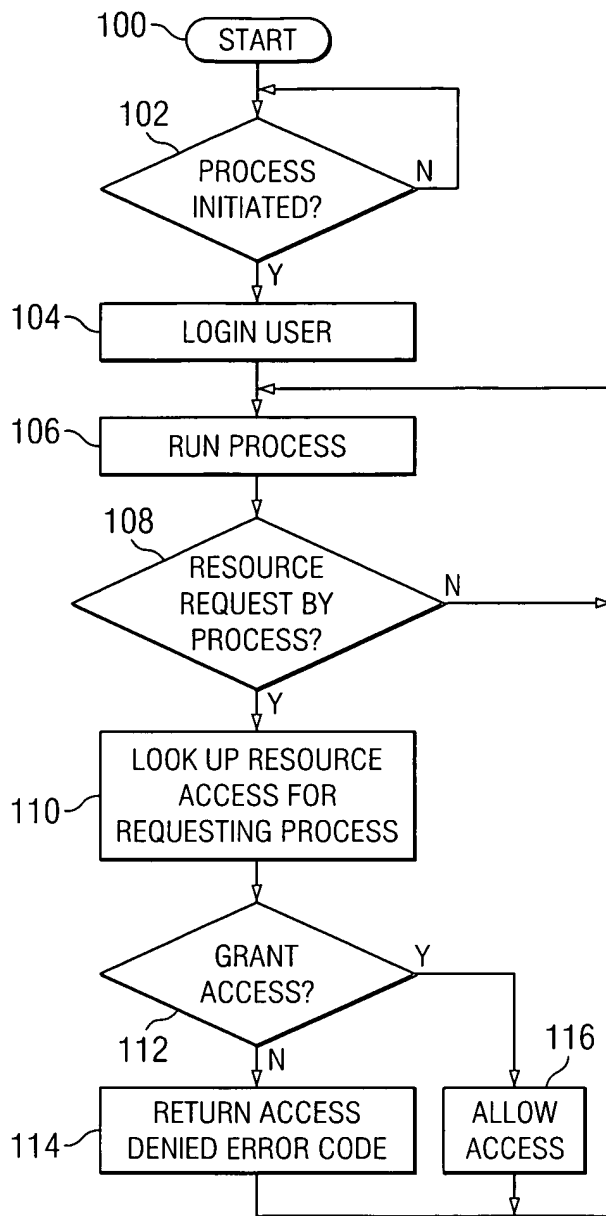 100
START
102
PROCESS
INITIATED?
N
Y
104
LOGIN USER
106
RUN PROCESS
108
RESOURCE
REQUEST BY
PROCESS?
N
Y
110
LOOK UP RESOURCE
ACCESS FOR
REQUESTING PROCESS
GRANT
ACCESS?
Y
112
N
116
114
RETURN ACCESS
DENIED ERROR CODE
ALLOW
ACCESS